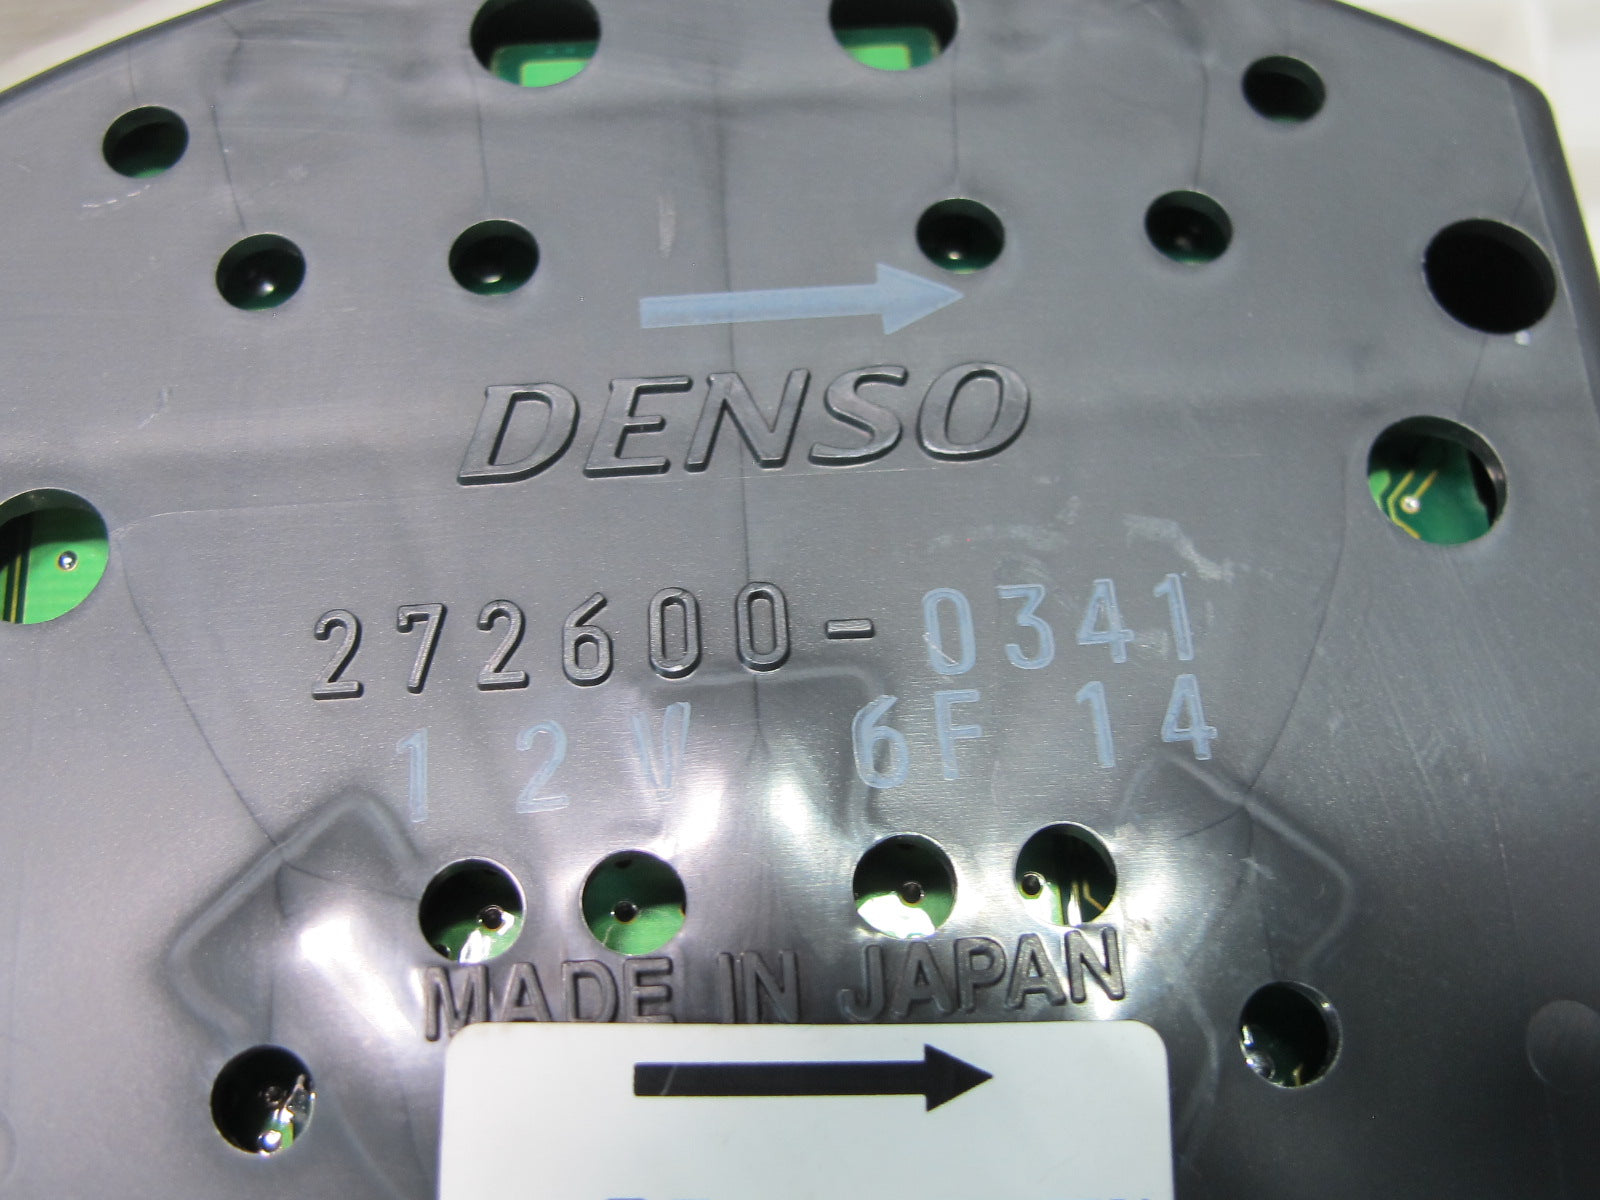 DENSO
272600-0341
12V 6F 14
MADE IN JAPAN